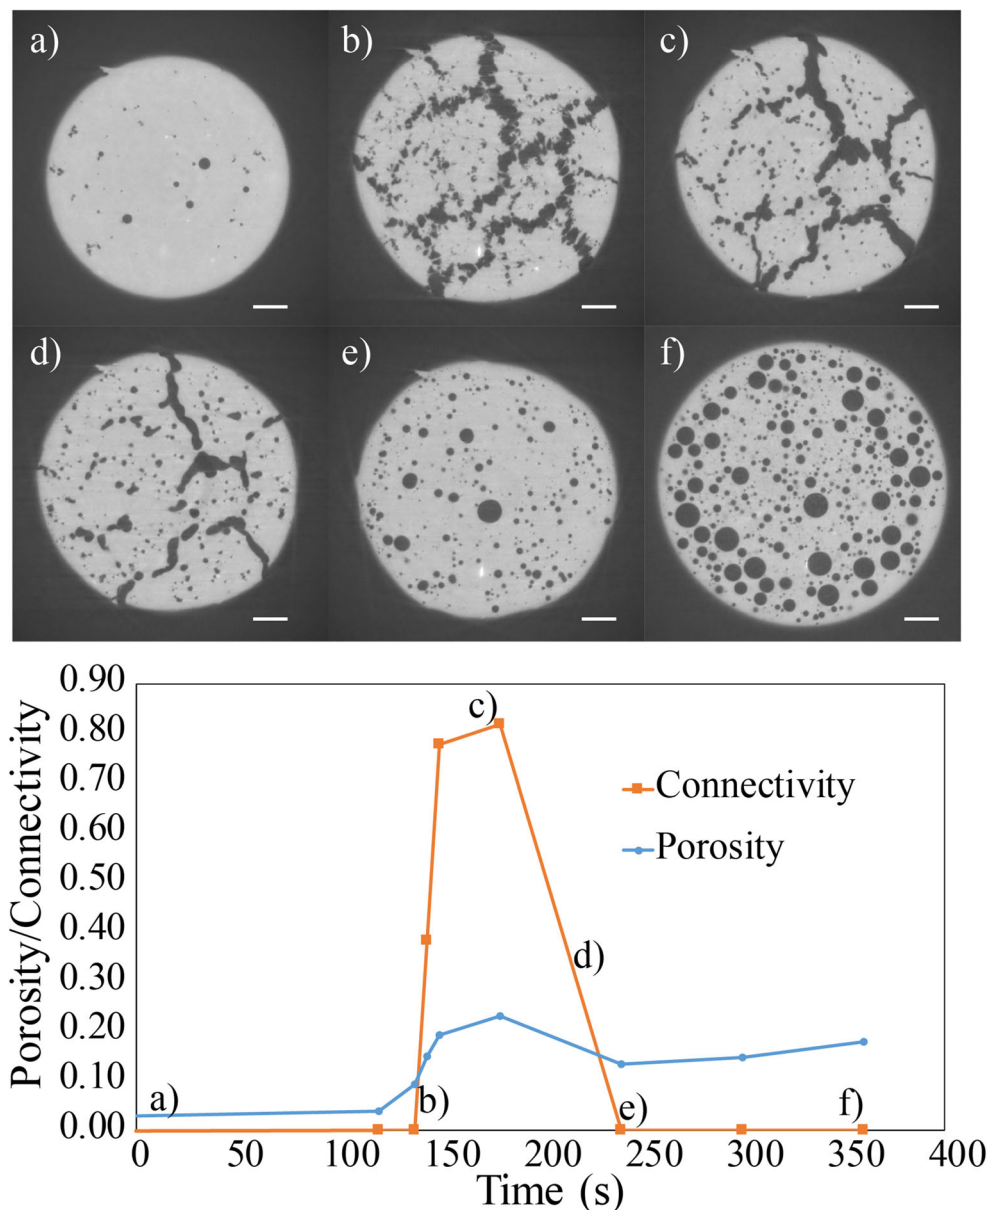 a) b) c)
d) e) f)
Porosity/Connectivity
0.90
0.80
0.70
0.60
0.50
0.40
0.30
0.20
0.10
0.00
c)
Connectivity
Porosity
d)
a) b) e) f)
0 50 100 150 200 250 300 350 400
Time (s)